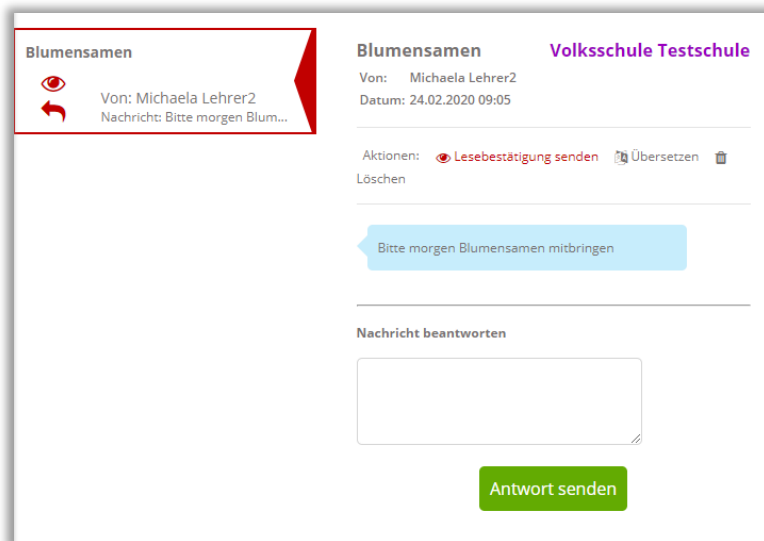 Blumensamen
Von: Michaela Lehrer2
Nachricht: Bitte morgen Blum...
Blumensamen
Volksschule Testschule
Von: Michaela Lehrer2
Datum: 24.02.2020 09:05
Aktionen: Lesebestätigung senden Übersetzen
Löschen
Bitte morgen Blumensamen mitbringen
Nachricht beantworten
Antwort senden